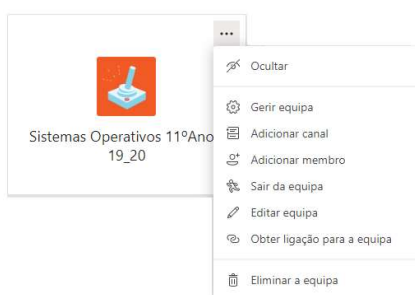 ...
Ocultar
Gerir equipa
Sistemas Operativos 11ºAno
19_20
Adicionar canal
Adicionar membro
Sair da equipa
Editar equipa
Obter ligação para a equipa
Eliminar a equipa